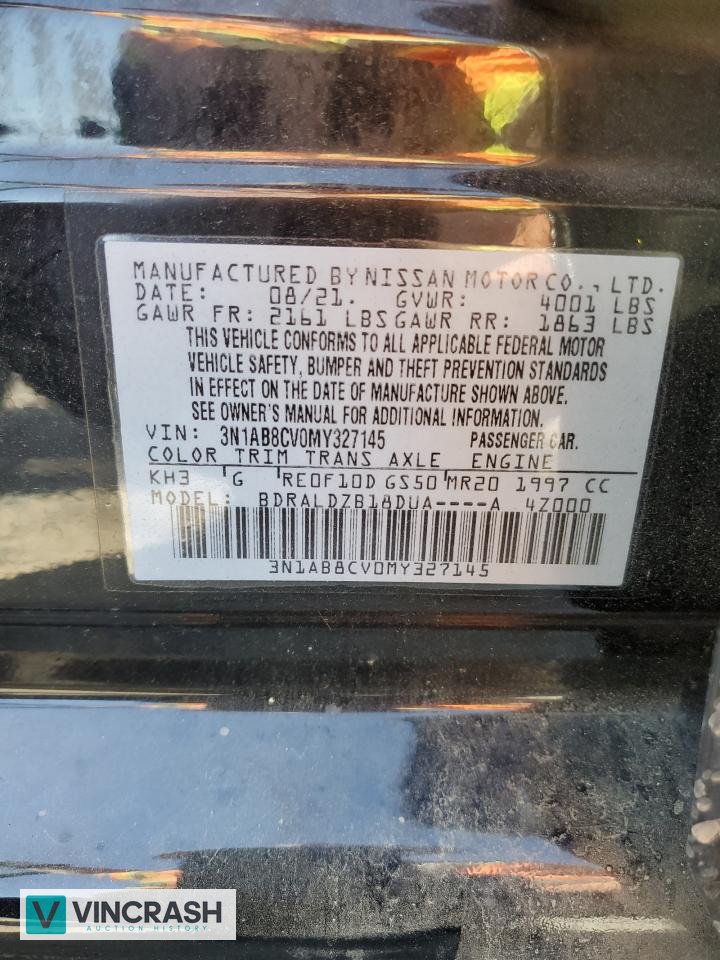 MANUFACTURED BY NISSAN MOTOR CO., LTD.
DATE: 08/21. GVWR: 4001 LBS
GAWR FR: 2161 LBS GAWR RR: 1863 LBS
THIS VEHICLE CONFORMS TO ALL APPLICABLE FEDERAL MOTOR
VEHICLE SAFETY, BUMPER AND THEFT PREVENTION STANDARDS
IN EFFECT ON THE DATE OF MANUFACTURE SHOWN ABOVE.
SEE OWNER'S MANUAL FOR ADDITIONAL INFORMATION.
VIN: 3N1AB8CV0MY327145 PASSENGER CAR.
COLOR TRIM TRANS AXLE ENGINE
KH3 G RE0F10D GS50 MR20 1997 CC
MODEL: BDRALDZB18DUA----A 4Z000
3N1AB8CV0MY327145
V VINCRASH
AUCTION HISTORY